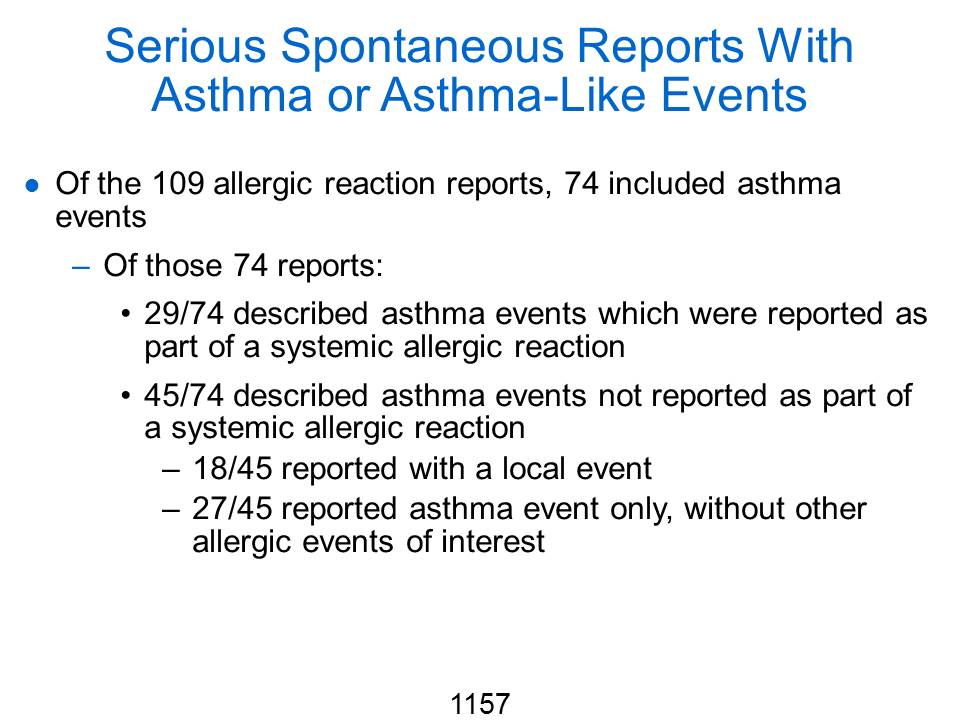 Serious Spontaneous Reports With
Asthma or Asthma-Like Events
● Of the 109 allergic reaction reports, 74 included asthma
events
– Of those 74 reports:
• 29/74 described asthma events which were reported as
part of a systemic allergic reaction
• 45/74 described asthma events not reported as part of
a systemic allergic reaction
– 18/45 reported with a local event
– 27/45 reported asthma event only, without other
allergic events of interest
1157